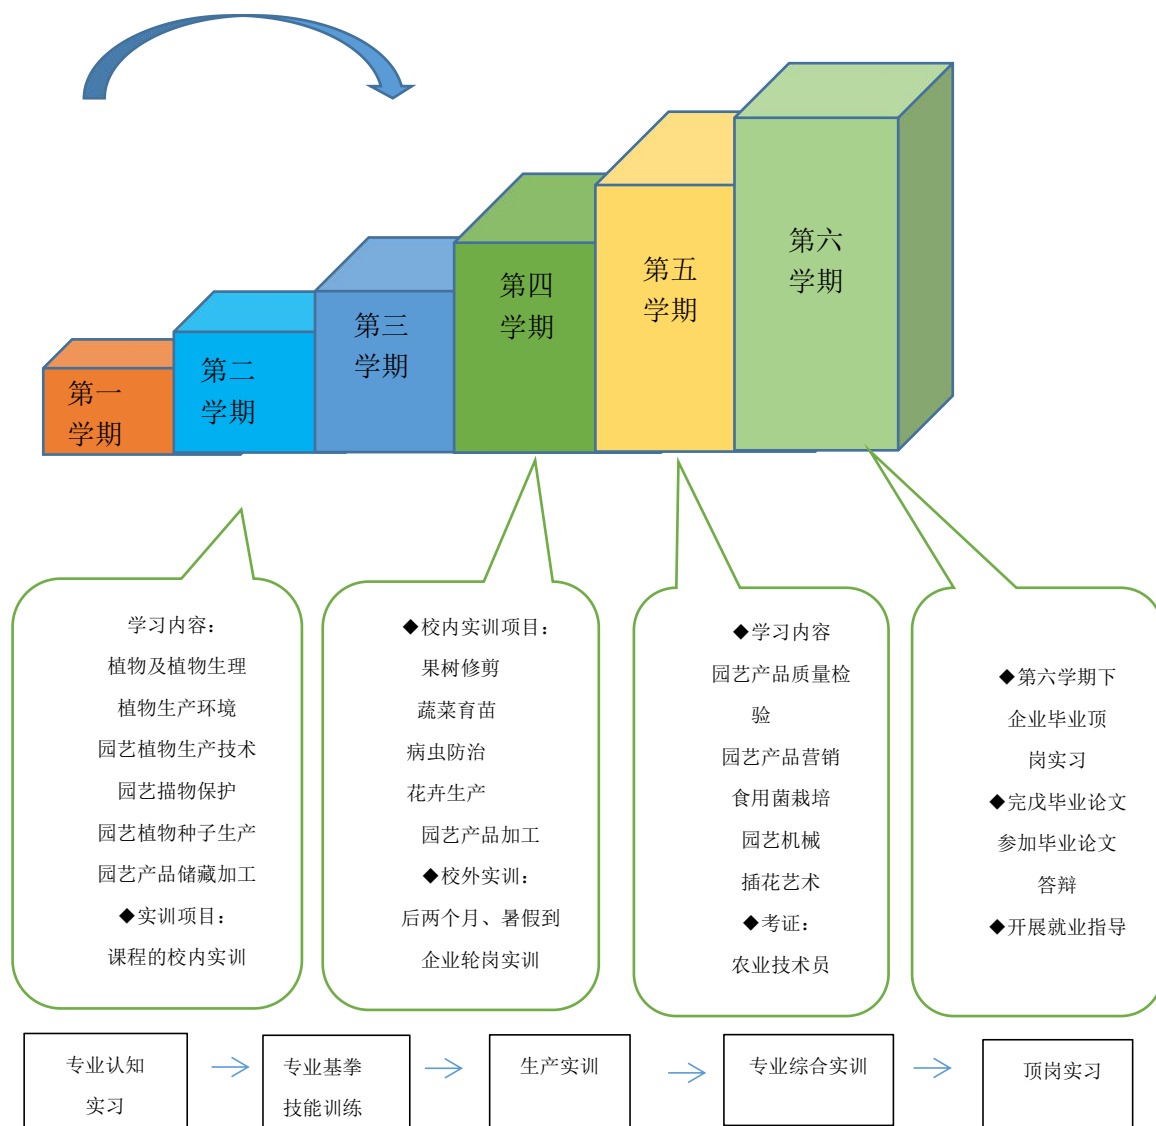 第一
学期
第二
学期
第三
学期
第四
学期
第五
学期
第六
学期
学习内容：
植物及植物生理
植物生产环境
园艺植物生产技术
园艺描物保护
园艺植物种子生产
园艺产品储藏加工
◆实训项目：
课程的校内实训
◆校内实训项目：
果树修剪
蔬菜育苗
病虫防治
花卉生产
园艺产品加工
◆校外实训：
后两个月、暑假到
企业轮岗实训
◆学习内容
园艺产品质量检
验
园艺产品营销
食用菌栽培
园艺机械
插花艺术
◆考证：
农业技术员
◆第六学期下
企业毕业顶
岗实习
◆完戊毕业论文
参加毕业论文
答辩
◆开展就业指导
专业认知
实习
专业基拳
技能训练
生产实训
专业综合实训
顶岗实习